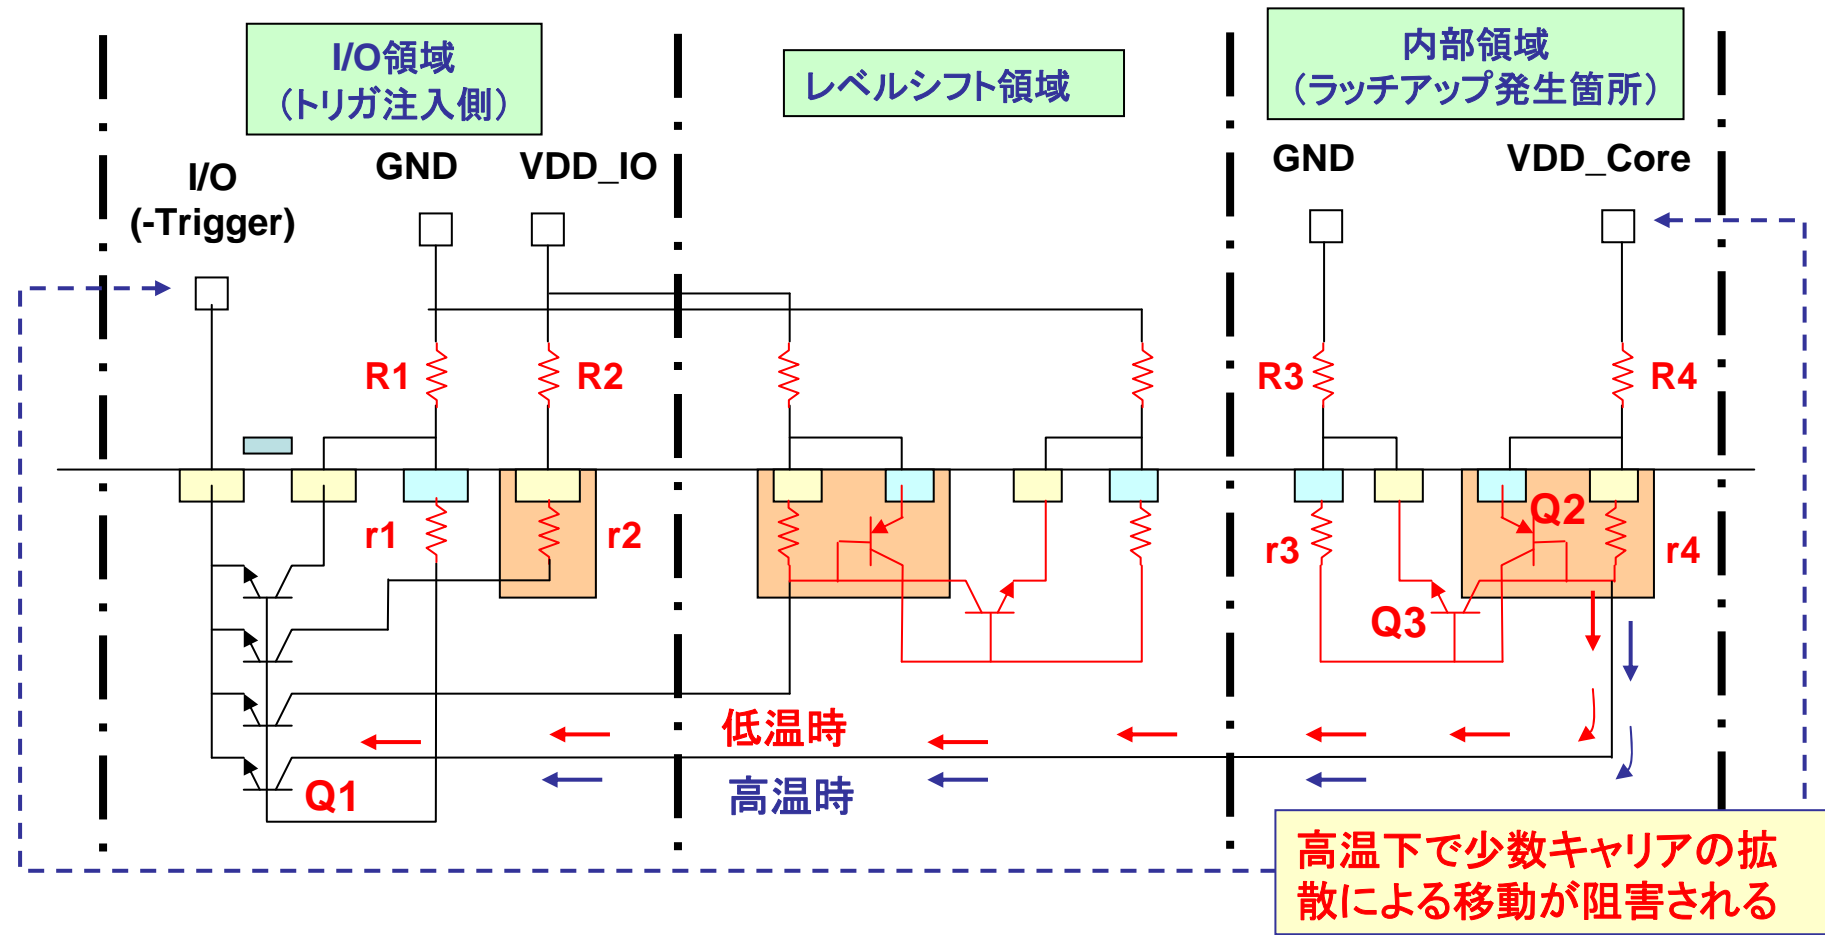 I/O領域
（トリガ注入側）
レベルシフト領域
内部領域
（ラッチアップ発生箇所）
I/O
(-Trigger)
GND
VDD_IO
GND
VDD_Core
R1
R2
R3
R4
r1
r2
r3
r4
Q2
Q3
Q1
低温時
高温時
高温下で少数キャリアの拡
散による移動が阻害される